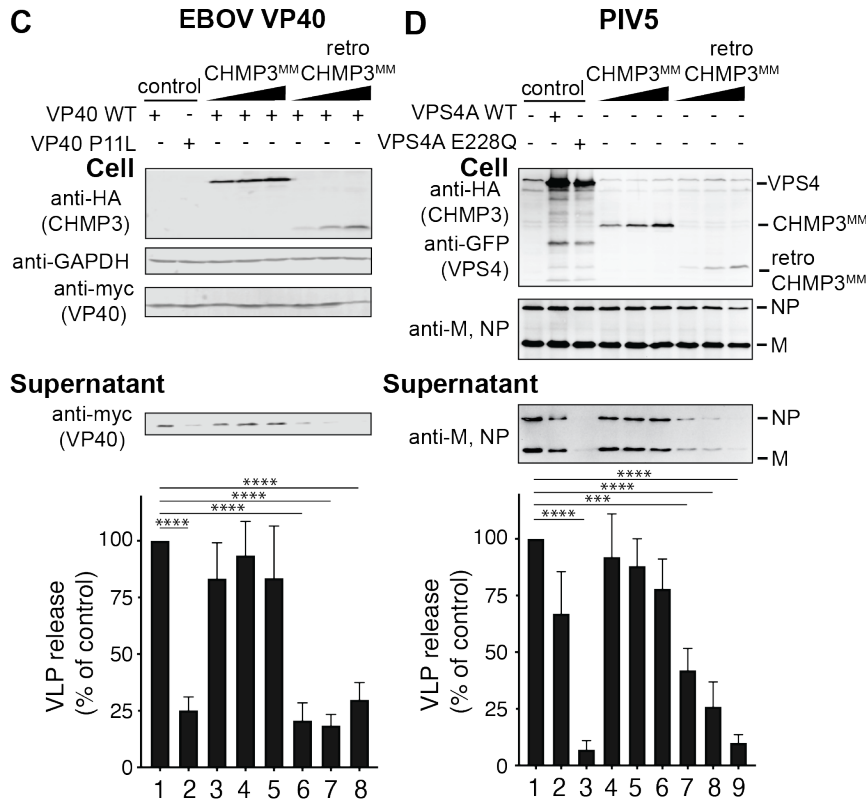 C EBOV VP40
control CHMP3ᴹᴹ retro CHMP3ᴹᴹ
VP40 WT + - + + + + + +
VP40 P11L - + - - - - - -
Cell
anti-HA
(CHMP3)
anti-GAPDH
anti-myc
(VP40)
Supernatant
anti-myc
(VP40)
****
****
****
****
VLP release
(% of control)
100
75
50
25
0
1 2 3 4 5 6 7 8
D PIV5
control CHMP3ᴹᴹ retro CHMP3ᴹᴹ
VPS4A WT - + - - - - - - -
VPS4A E228Q - - + - - - - - -
Cell
anti-HA
(CHMP3)
anti-GFP
(VPS4)
VPS4
CHMP3ᴹᴹ
retro
CHMP3ᴹᴹ
anti-M, NP
NP
M
Supernatant
anti-M, NP
NP
M
****
****
***
****
VLP release
(% of control)
100
75
50
25
0
1 2 3 4 5 6 7 8 9